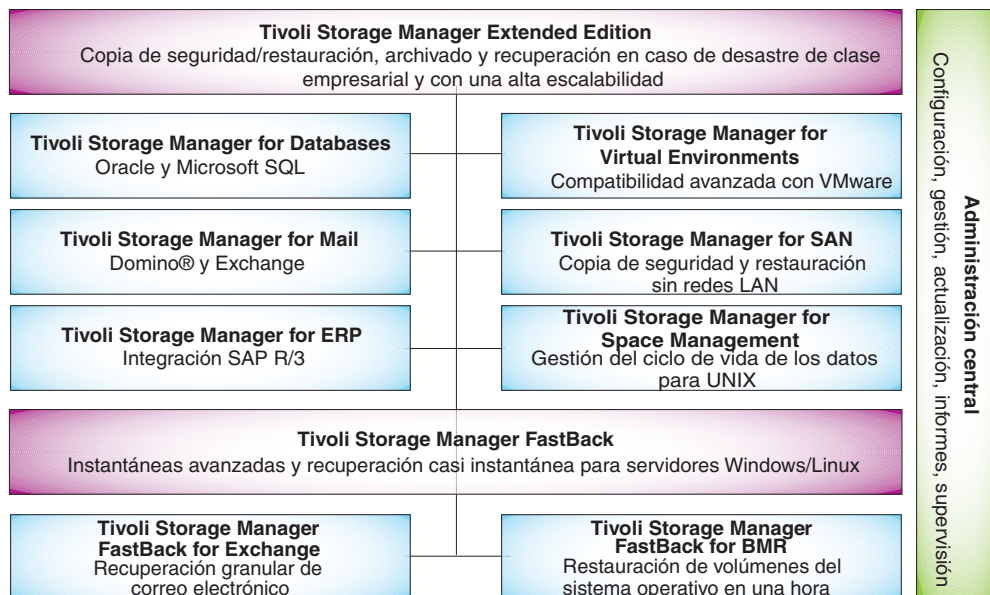 Tivoli Storage Manager Extended Edition
Copia de seguridad/restauración, archivado y recuperación en caso de desastre de clase
empresarial y con una alta escalabilidad
Tivoli Storage Manager for Databases
Oracle y Microsoft SQL
Tivoli Storage Manager for
Virtual Environments
Compatibilidad avanzada con VMware
Tivoli Storage Manager for Mail
Domino® y Exchange
Tivoli Storage Manager for SAN
Copia de seguridad y restauración
sin redes LAN
Tivoli Storage Manager for ERP
Integración SAP R/3
Tivoli Storage Manager for
Space Management
Gestión del ciclo de vida de los datos
para UNIX
Tivoli Storage Manager FastBack
Instantáneas avanzadas y recuperación casi instantánea para servidores Windows/Linux
Tivoli Storage Manager
FastBack for Exchange
Recuperación granular de
correo electrónico
Tivoli Storage Manager
FastBack for BMR
Restauración de volúmenes del
sistema operativo en una hora
Administración central
Configuración, gestión, actualización, informes, supervisión